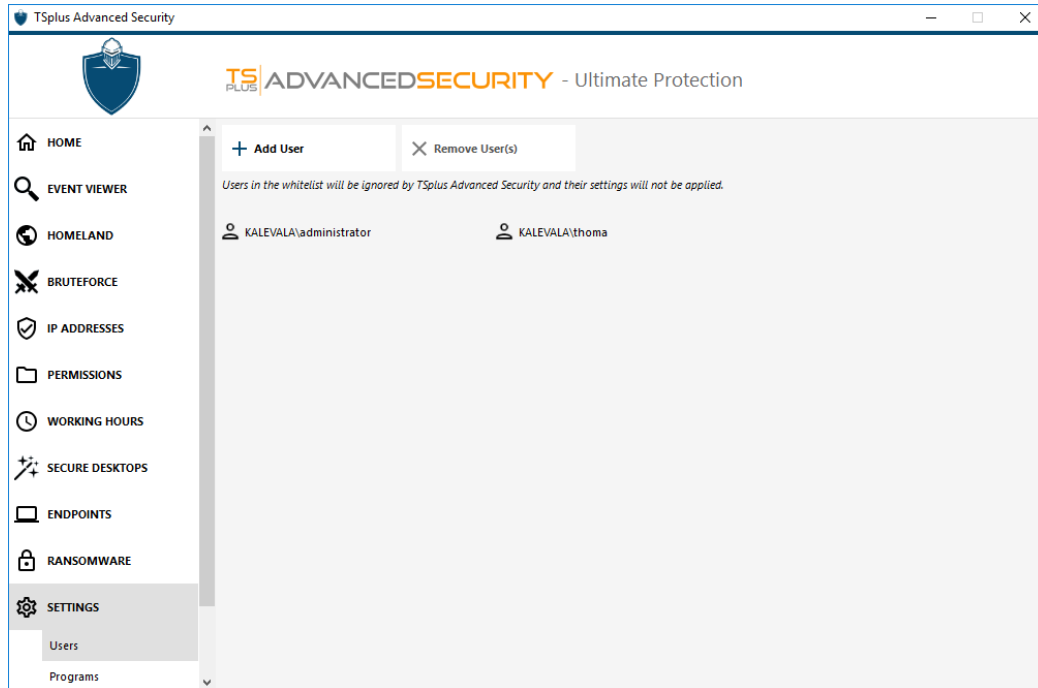 TSplus Advanced Security
TS PLUS ADVANCEDSECURITY - Ultimate Protection
HOME
EVENT VIEWER
HOMELAND
BRUTEFORCE
IP ADDRESSES
PERMISSIONS
WORKING HOURS
SECURE DESKTOPS
ENDPOINTS
RANSOMWARE
SETTINGS
Users
Programs
Add User
Remove User(s)
Users in the whitelist will be ignored by TSplus Advanced Security and their settings will not be applied.
KALEVALA\administrator
KALEVALA\thoma